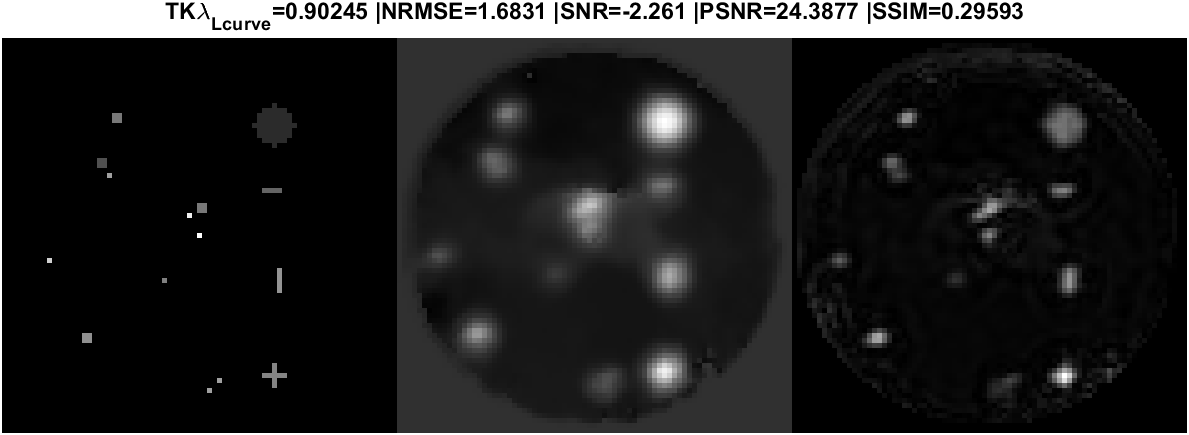 TKλLcurve=0.90245 |NRMSE=1.6831 |SNR=-2.261 |PSNR=24.3877 |SSIM=0.29593